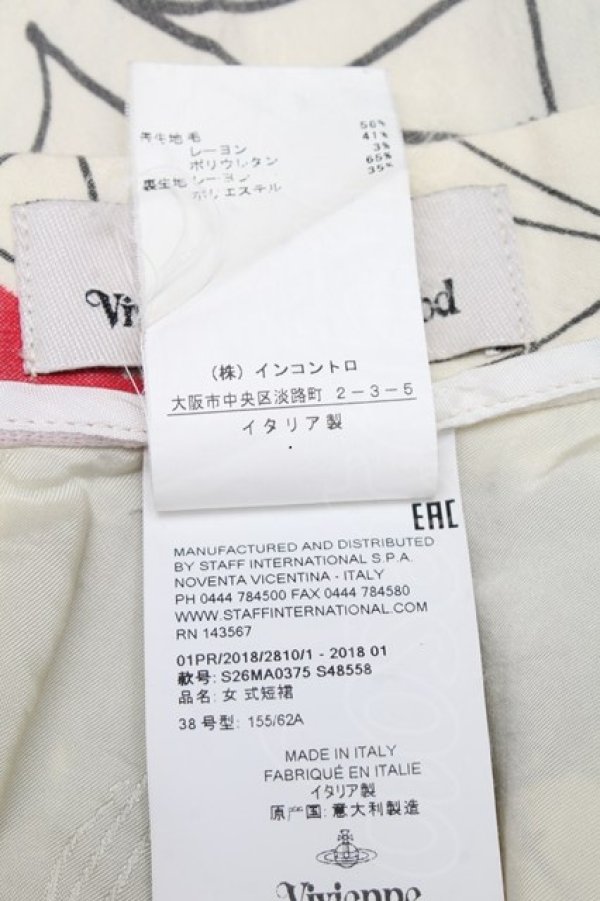 56%
表生地 毛 41%
レーヨン 3%
ポリウレタン 65%
裏生地 レーヨン 35%
ポリエステル
Vi
od
(株) インコントロ
大阪市中央区淡路町 2-3-5
イタリア製
EAC
MANUFACTURED AND DISTRIBUTED
BY STAFF INTERNATIONAL S.P.A.
NOVENTA VICENTINA - ITALY
PH 0444 784500 FAX 0444 784580
WWW.STAFFINTERNATIONAL.COM
RN 143567
01PR/2018/2810/1 - 2018 01
款号: S26MA0375 S48558
品名: 女 式短裙
38 号型: 155/62A
MADE IN ITALY
FABRIQUÉ EN ITALIE
イタリア製
原产国: 意大利製造
Vivienne